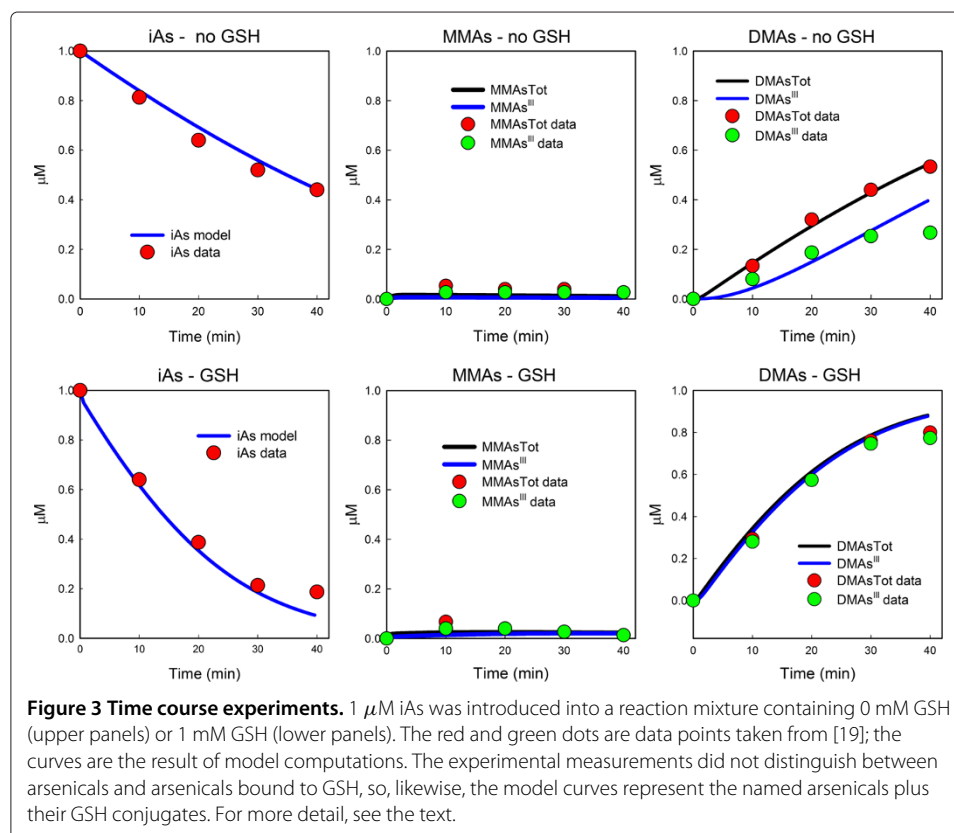 iAs - no GSH
MMAs - no GSH
DMAs - no GSH
1.0
0.8
0.6
0.4
0.2
0.0
μM
iAs model
iAs data
0 10 20 30 40
Time (min)
1.0
0.8
0.6
0.4
0.2
0.0
μM
MMAsTot
MMAs^III
MMAsTot data
MMAs^III data
0 10 20 30 40
Time (min)
1.0
0.8
0.6
0.4
0.2
0.0
μM
DMAsTot
DMAs^III
DMAsTot data
DMAs^III data
0 10 20 30 40
Time (min)
iAs - GSH
MMAs - GSH
DMAs - GSH
1.0
0.8
0.6
0.4
0.2
0.0
μM
iAs model
iAs data
0 10 20 30 40
Time (min)
1.0
0.8
0.6
0.4
0.2
0.0
μM
MMAsTot
MMAs^III
MMAsTot data
MMAs^III data
0 10 20 30 40
Time (min)
1.0
0.8
0.6
0.4
0.2
0.0
μM
DMAsTot
DMAs^III
DMAsTot data
DMAs^III data
0 10 20 30 40
Time (min)
Figure 3 Time course experiments. 1 μM iAs was introduced into a reaction mixture containing 0 mM GSH
(upper panels) or 1 mM GSH (lower panels). The red and green dots are data points taken from [19]; the
curves are the result of model computations. The experimental measurements did not distinguish between
arsenicals and arsenicals bound to GSH, so, likewise, the model curves represent the named arsenicals plus
their GSH conjugates. For more detail, see the text.